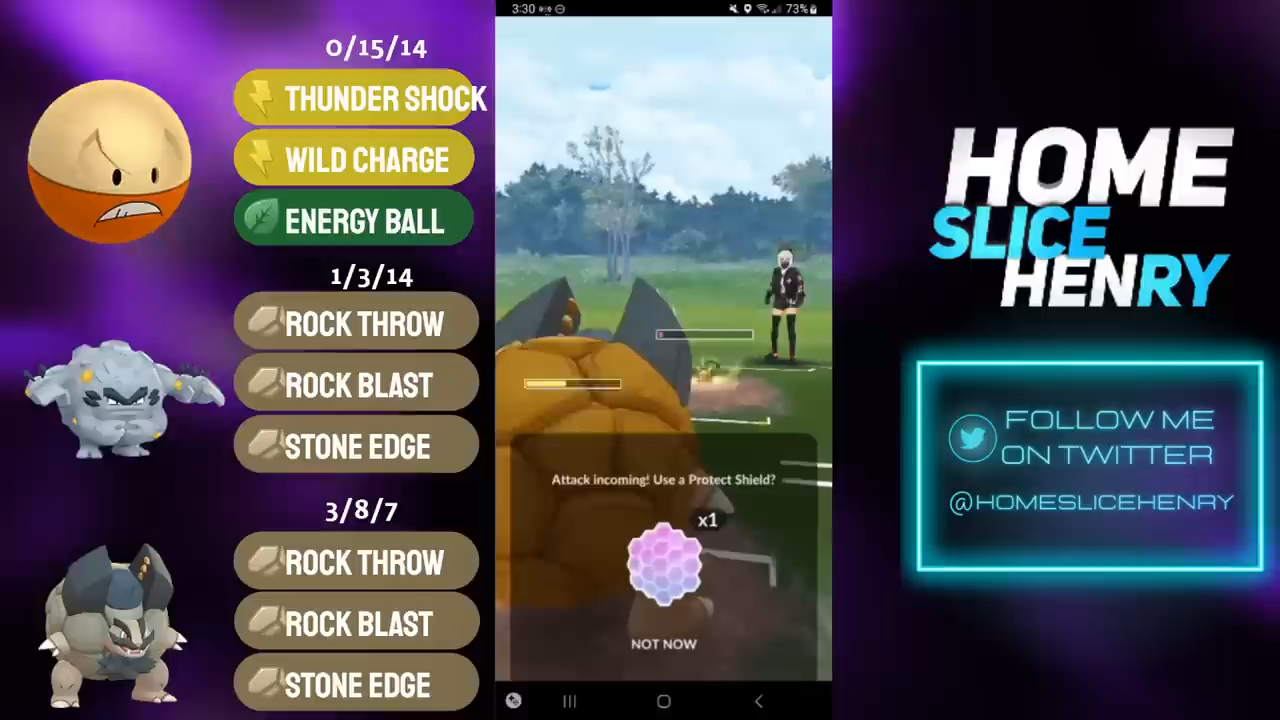 0/15/14
THUNDER SHOCK
WILD CHARGE
ENERGY BALL
1/3/14
ROCK THROW
ROCK BLAST
STONE EDGE
3/8/7
ROCK THROW
ROCK BLAST
STONE EDGE
3:30
73%
Attack incoming! Use a Protect Shield?
x1
NOT NOW
HOME
SLICE
HENRY
FOLLOW ME
ON TWITTER
@HOMESLICEHENRY